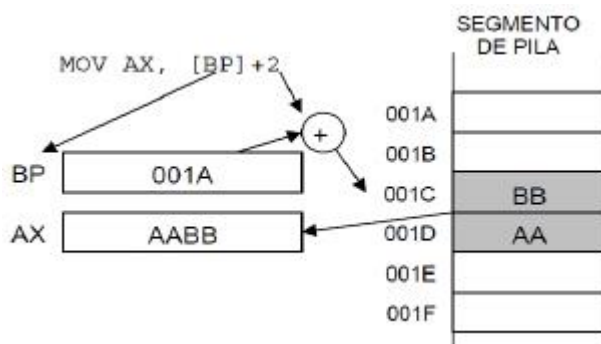 SEGMENTO
DE PILA
MOV AX, [BP]+2
001A
+
001B
BP 001A
001C BB
AX AABB
001D AA
001E
001F